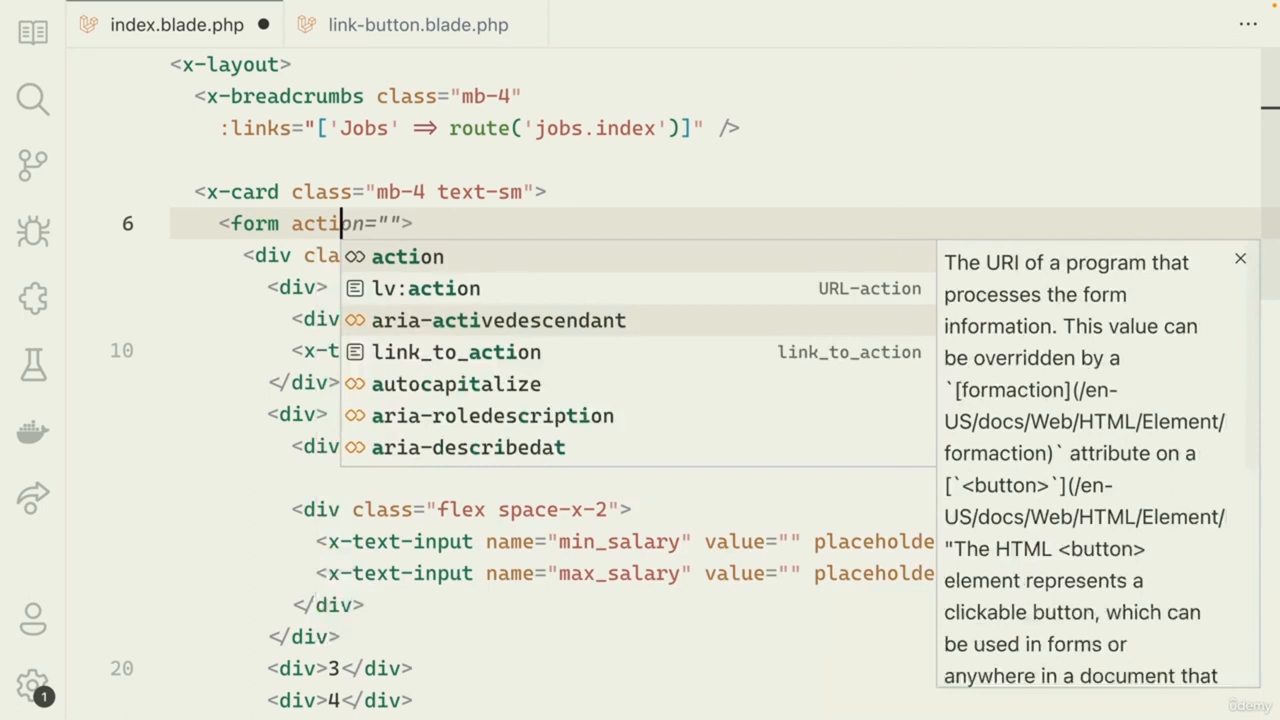 index.blade.php
link-button.blade.php
<x-layout>
<x-breadcrumbs class="mb-4"
:links="['Jobs' => route('jobs.index')]" />
<x-card class="mb-4 text-sm">
6 <form action="">
<div cla
<div>
<div
10 <x-t
</div>
<div>
<div
action
lv:action URL-action
aria-activedescendant
link_to_action link_to_action
autocapitalize
aria-roledescription
aria-describedat
The URI of a program that
processes the form
information. This value can
be overridden by a
`[formaction](/en-
US/docs/Web/HTML/Element/
formaction)` attribute on a
[`<button>`](/en-
US/docs/Web/HTML/Element/
"The HTML <button>
element represents a
clickable button, which can
be used in forms or
anywhere in a document that
<div class="flex space-x-2">
<x-text-input name="min_salary" value="" placeholde
<x-text-input name="max_salary" value="" placeholde
</div>
</div>
20 <div>3</div>
<div>4</div>
1
ûdemy